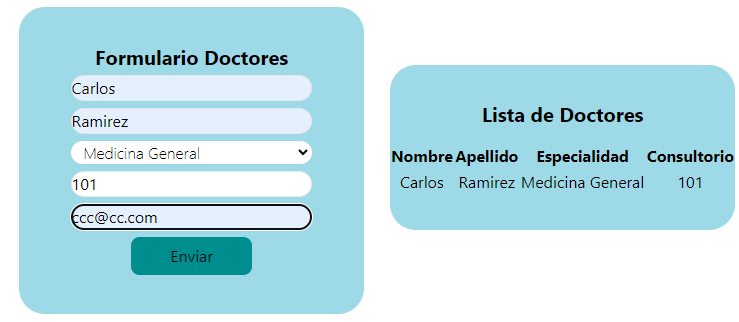 Formulario Doctores
Carlos
Ramirez
Medicina General
101
ccc@cc.com
Enviar
Lista de Doctores
Nombre Apellido Especialidad Consultorio
Carlos Ramirez Medicina General 101